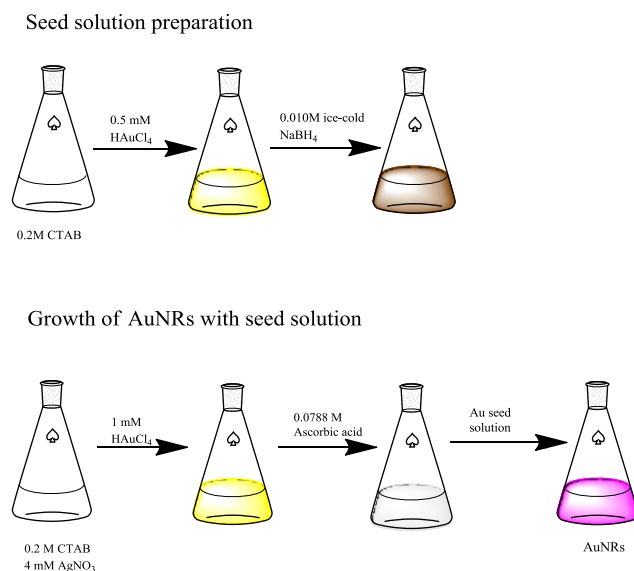 Seed solution preparation
0.5 mM
HAuCl₄
0.010M ice-cold
NaBH₄
0.2M CTAB
Growth of AuNRs with seed solution
1 mM
HAuCl₄
0.0788 M
Ascorbic acid
Au seed
solution
0.2 M CTAB
4 mM AgNO₃
AuNRs